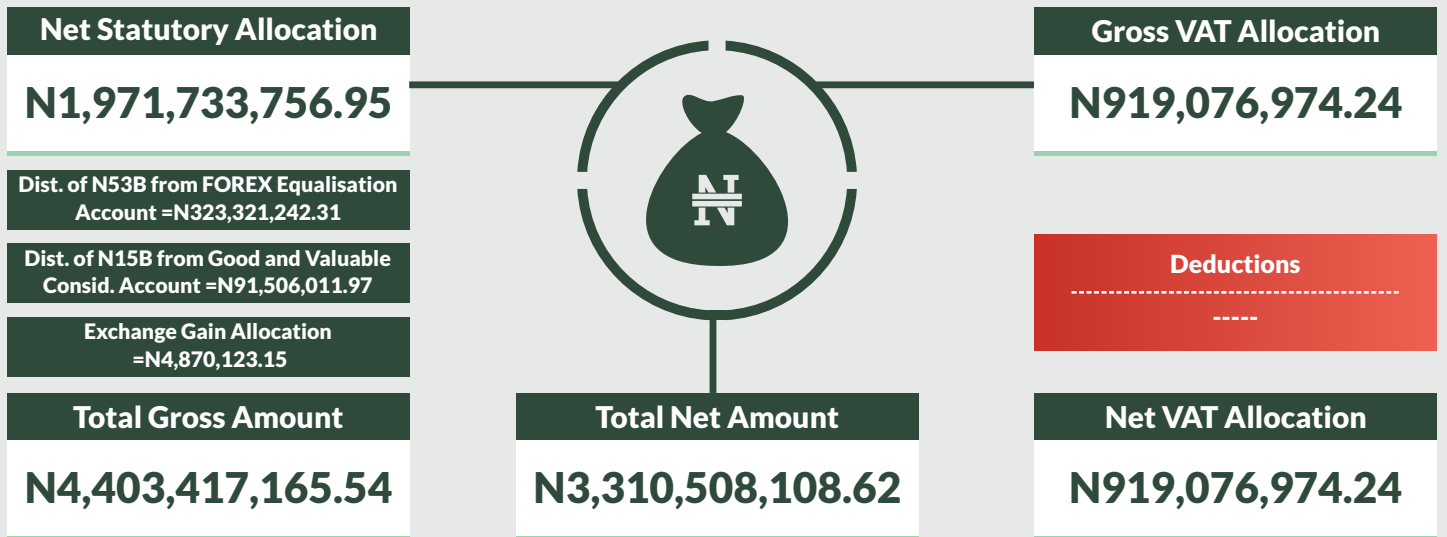 Net Statutory Allocation
N1,971,733,756.95
Dist. of N53B from FOREX Equalisation
Account =N323,321,242.31
Dist. of N15B from Good and Valuable
Consid. Account =N91,506,011.97
Exchange Gain Allocation
=N4,870,123.15
Total Gross Amount
N4,403,417,165.54
₦
Total Net Amount
N3,310,508,108.62
Gross VAT Allocation
N919,076,974.24
Deductions
--------------------------------------------
-----
Net VAT Allocation
N919,076,974.24